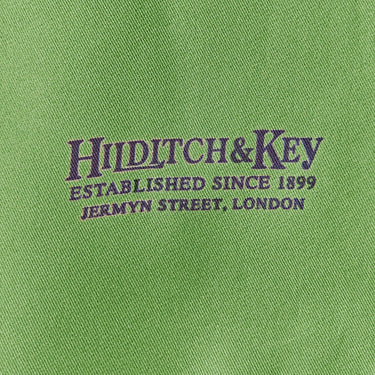 HILDITCH&KEY
ESTABLISHED SINCE 1899
JERMYN STREET, LONDON